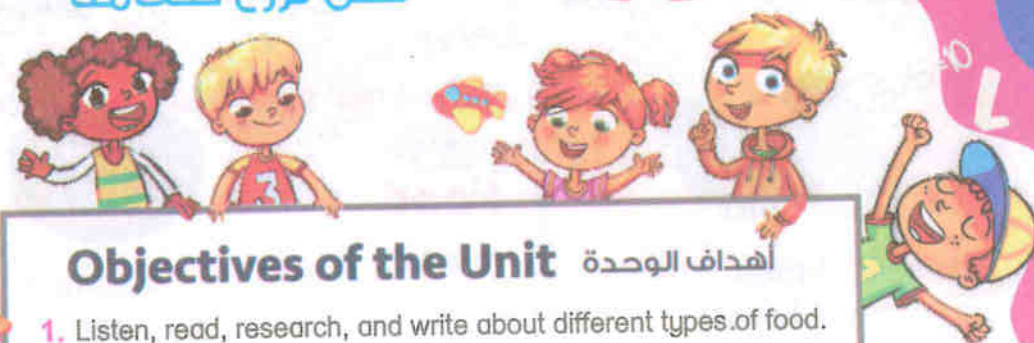 Objectives of the Unit أهداف الوحدة
1. Listen, read, research, and write about different types.of food.